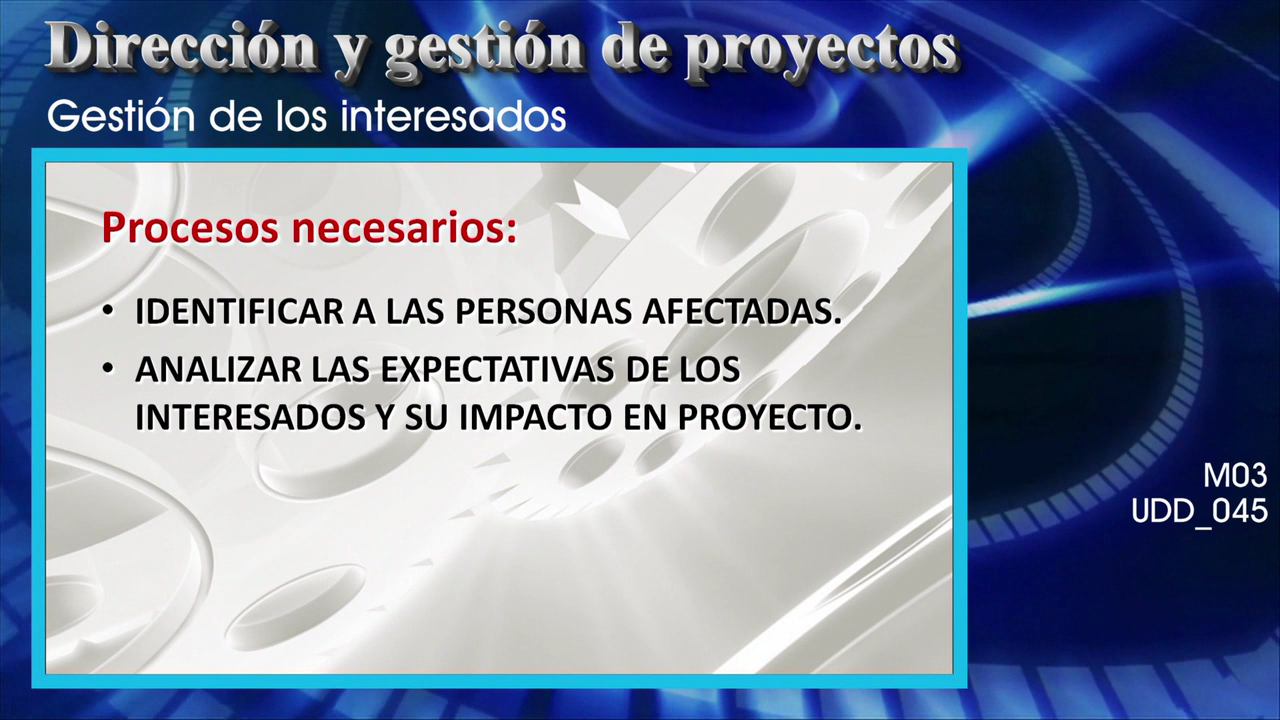 Dirección y gestión de proyectos
Gestión de los interesados
Procesos necesarios:
• IDENTIFICAR A LAS PERSONAS AFECTADAS.
• ANALIZAR LAS EXPECTATIVAS DE LOS
INTERESADOS Y SU IMPACTO EN PROYECTO.
M03
UDD_045